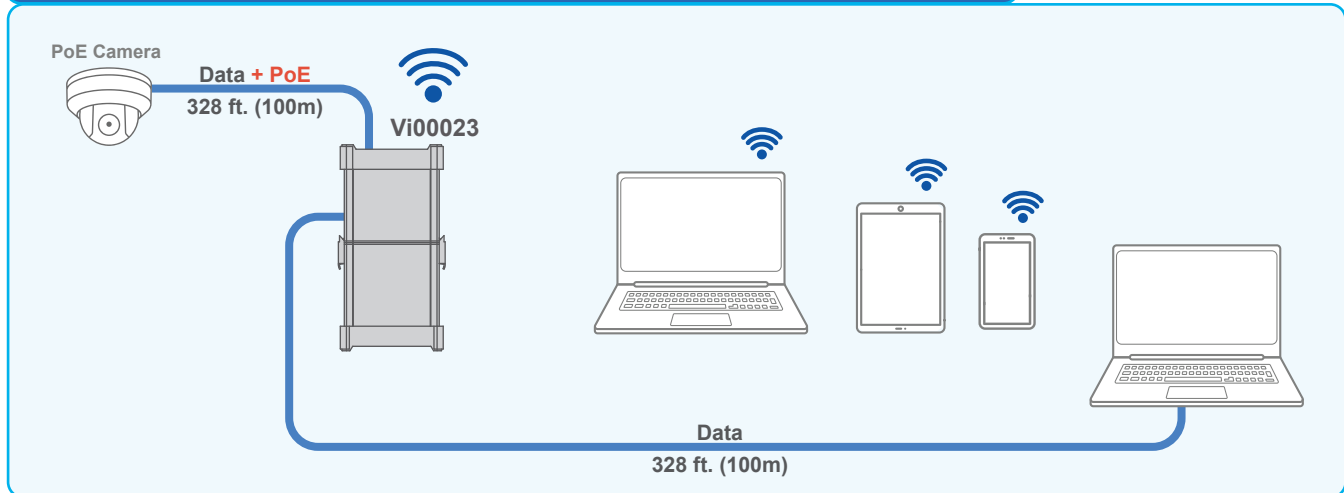 PoE Camera
Data + PoE
328 ft. (100m)
Vi00023
Data
328 ft. (100m)